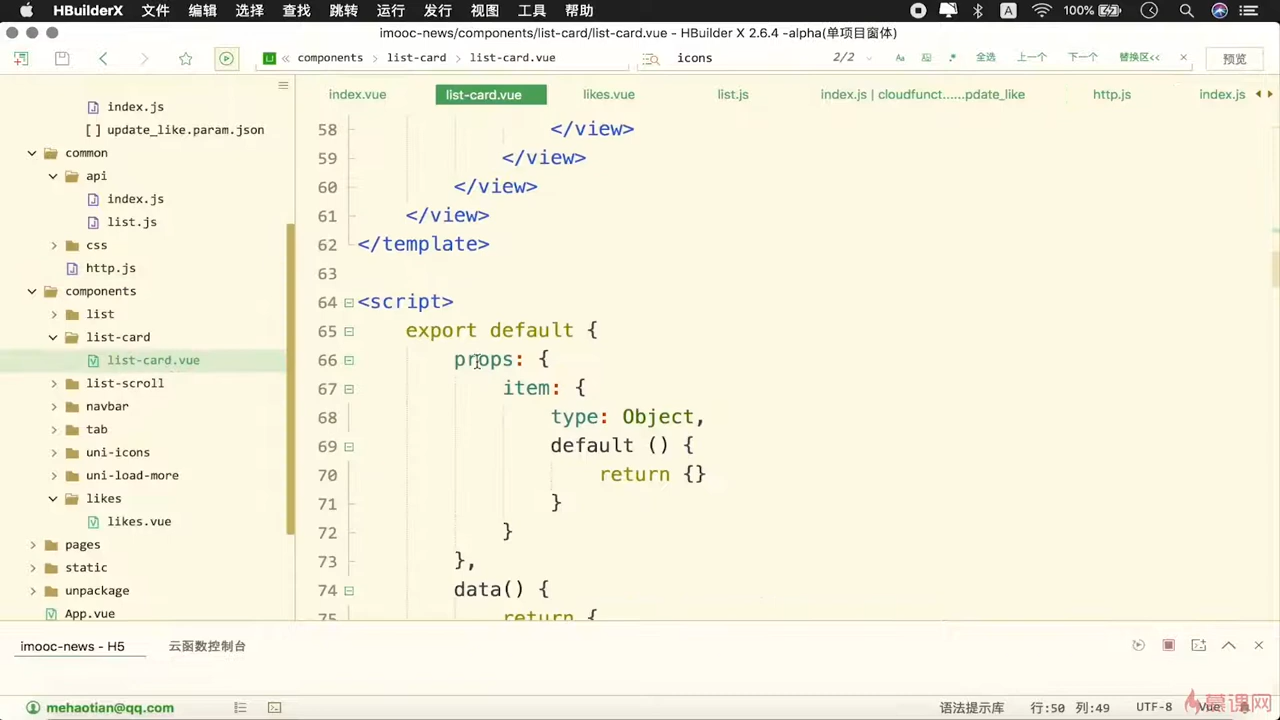 HBuilderX 文件 编辑 选择 查找 跳转 运行 发行 视图 工具 帮助 A 100%
imooc-news/components/list-card/list-card.vue - HBuilder X 2.6.4 -alpha(单项目窗体)
components list-card list-card.vue icons 2/2 Aa .* 全选 上一个 下一个 替换区<< 预览
index.vue list-card.vue likes.vue list.js index.js | cloudfunct......pdate_like http.js index.js
index.js
[ ] update_like.param.json
common
api
index.js
list.js
css
http.js
components
list
list-card
list-card.vue
list-scroll
navbar
tab
uni-icons
uni-load-more
likes
likes.vue
pages
static
unpackage
App.vue
58 </view>
59 </view>
60 </view>
61 </view>
62 </template>
63
64 <script>
65 export default {
66 props: {
67 item: {
68 type: Object,
69 default () {
70 return {}
71 }
72 }
73 },
74 data() {
75 return {
imooc-news - H5 云函数控制台
mehaotian@qq.com 语法提示库 行:50 列:49 UTF-8 Vue
慕课网